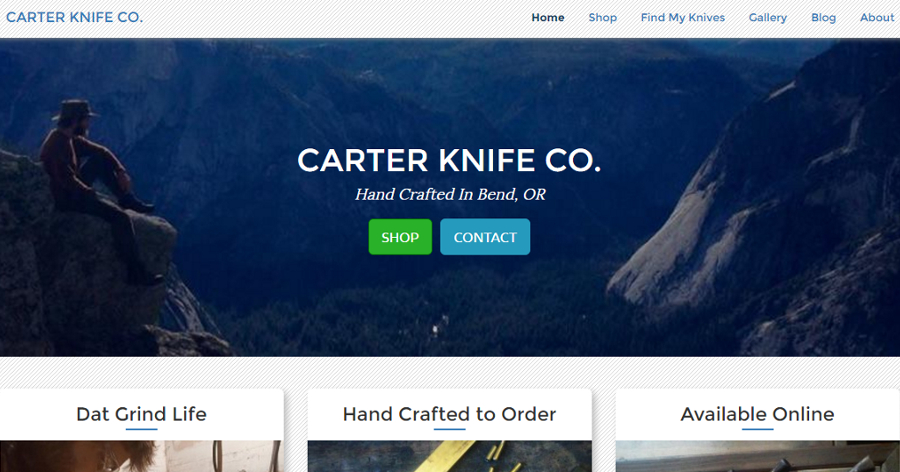 CARTER KNIFE CO.
Home Shop Find My Knives Gallery Blog About
CARTER KNIFE CO.
Hand Crafted In Bend, OR
SHOP CONTACT
Dat Grind Life Hand Crafted to Order Available Online